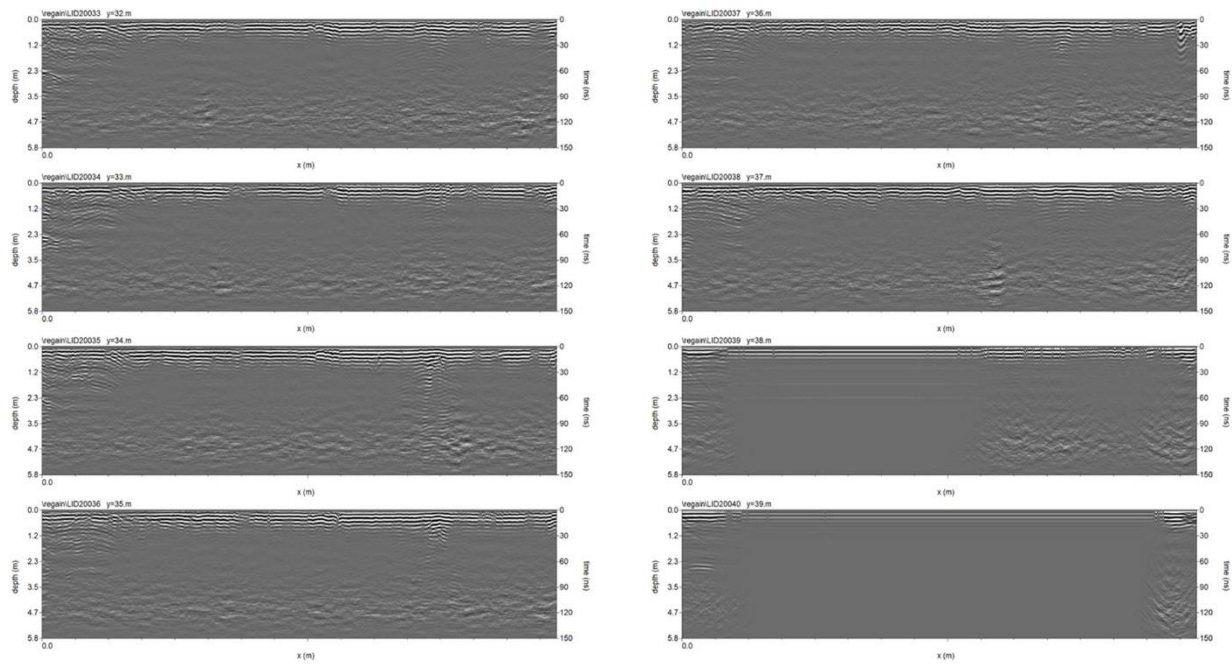 \regain\LID20033 y=32.m
0.0 1.2 2.3 3.5 4.7 5.8
depth (m)
0 30 60 90 120 150
time (ns)
0.0
x (m)
\regain\LID20034 y=33.m
0.0 1.2 2.3 3.5 4.7 5.8
depth (m)
0 30 60 90 120 150
time (ns)
0.0
x (m)
\regain\LID20035 y=34.m
0.0 1.2 2.3 3.5 4.7 5.8
depth (m)
0 30 60 90 120 150
time (ns)
0.0
x (m)
\regain\LID20036 y=35.m
0.0 1.2 2.3 3.5 4.7 5.8
depth (m)
0 30 60 90 120 150
time (ns)
0.0
x (m)
\regain\LID20037 y=36.m
0.0 1.2 2.3 3.5 4.7 5.8
depth (m)
0 30 60 90 120 150
time (ns)
0.0
x (m)
\regain\LID20038 y=37.m
0.0 1.2 2.3 3.5 4.7 5.8
depth (m)
0 30 60 90 120 150
time (ns)
0.0
x (m)
\regain\LID20039 y=38.m
0.0 1.2 2.3 3.5 4.7 5.8
depth (m)
0 30 60 90 120 150
time (ns)
0.0
x (m)
\regain\LID20040 y=39.m
0.0 1.2 2.3 3.5 4.7 5.8
depth (m)
0 30 60 90 120 150
time (ns)
0.0
x (m)